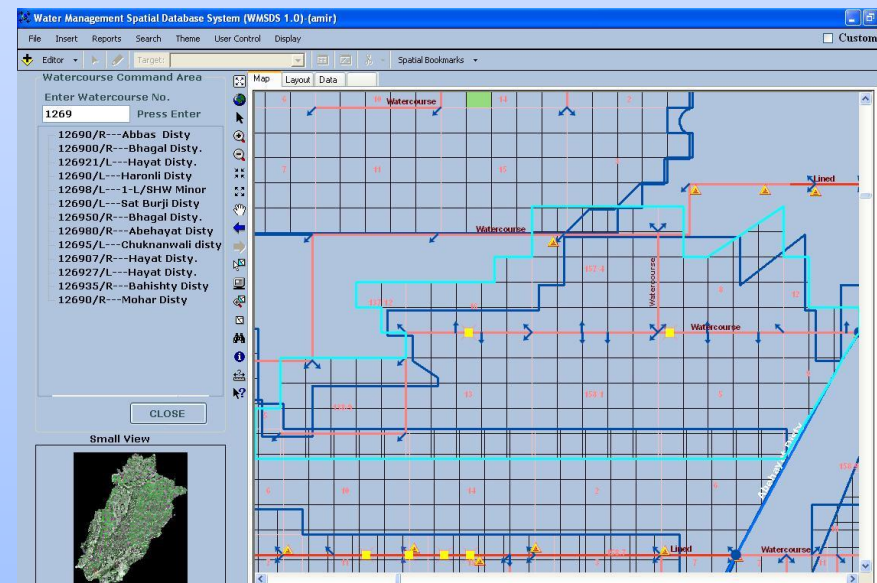 Water Management Spatial Database System (WMSDS 1.0)-(amir)
File Insert Reports Search Theme User Control Display
Custom
Editor Target: Spatial Bookmarks
Watercourse Command Area
Map Layout Data
Enter Watercourse No.
1269 Press Enter
12690/R---Abbas Disty
126900/R---Bhagal Disty.
126921/L---Hayat Disty.
12690/L---Haronli Disty
12698/L---1-L/SHW Minor
12690/L---Sat Burji Disty
126950/R---Bhagal Disty.
126980/R---Abehayat Disty
12695/L---Chuknanwali disty
126907/R---Hayat Disty.
126927/L---Hayat Disty.
126935/R---Bahishty Disty
12690/R---Mohar Disty
CLOSE
Small View
Watercourse
Lined
Watercourse
Watercourse
Watercourse
Lined
Watercourse